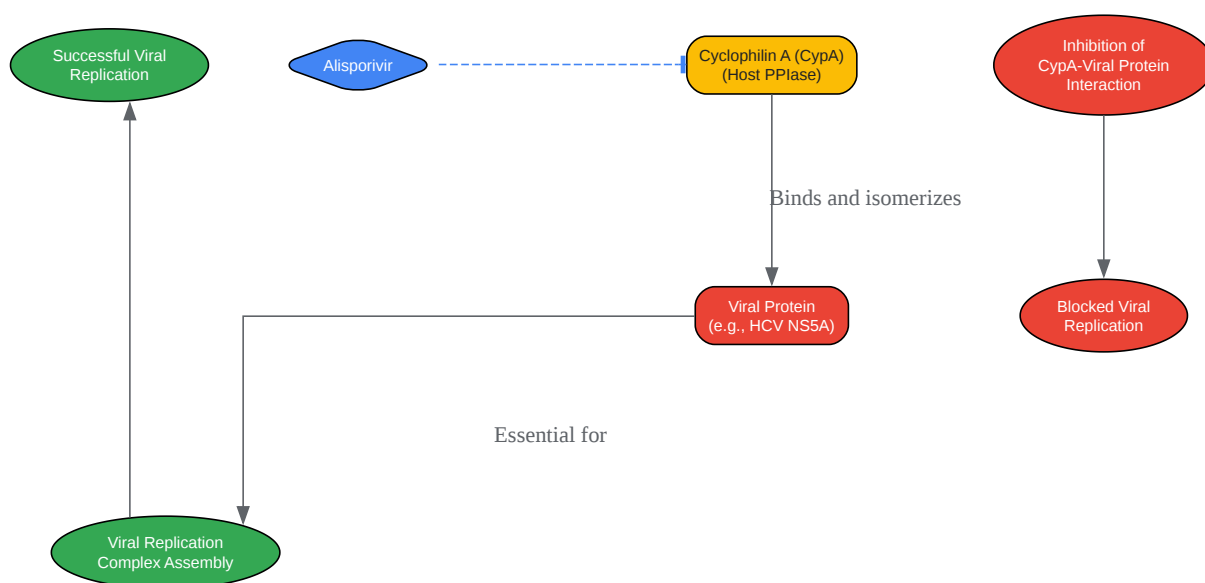 Successful Viral
Replication
Alisporivir
Cyclophilin A (CypA)
(Host PPIase)
Inhibition of
CypA-Viral Protein
Interaction
Binds and isomerizes
Viral Protein
(e.g., HCV NS5A)
Blocked Viral
Replication
Essential for
Viral Replication
Complex Assembly